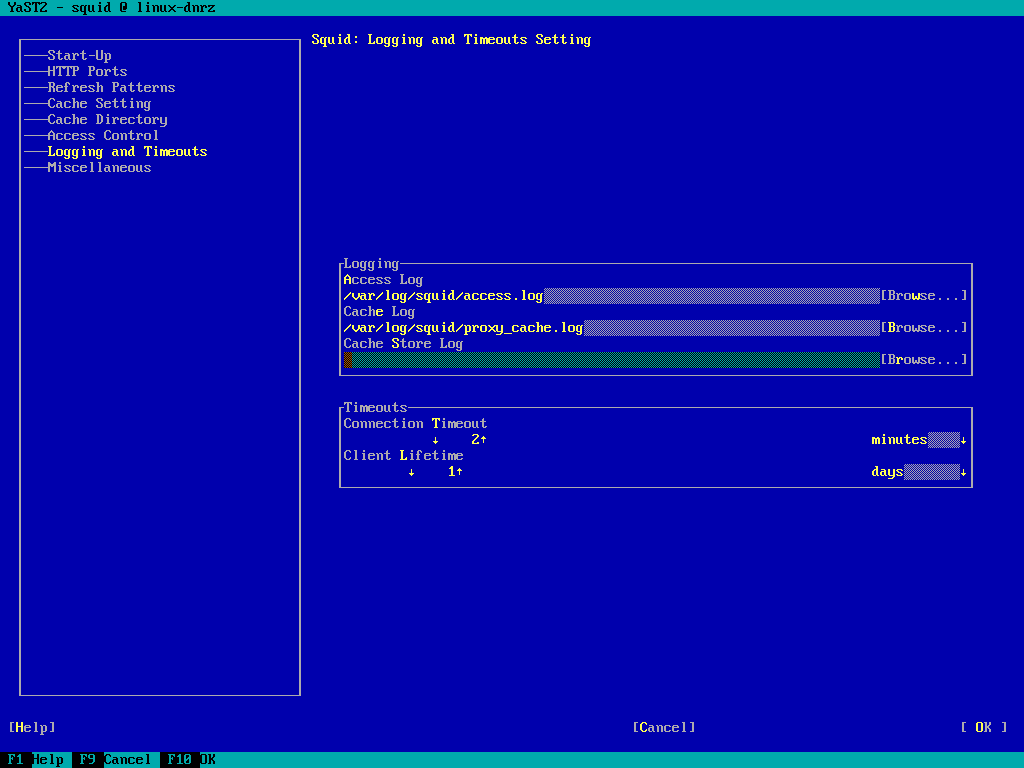 YaST2 - squid @ linux-dnrz
Squid: Logging and Timeouts Setting
Start-Up
HTTP Ports
Refresh Patterns
Cache Setting
Cache Directory
Access Control
Logging and Timeouts
Miscellaneous
Logging
Access Log
/var/log/squid/access.log [Browse...]
Cache Log
/var/log/squid/proxy_cache.log [Browse...]
Cache Store Log
[Browse...]
Timeouts
Connection Timeout
↓ 2↑ minutes ↓
Client Lifetime
↓ 1↑ days ↓
[Help] [Cancel] [ OK ]
F1 Help F9 Cancel F10 OK